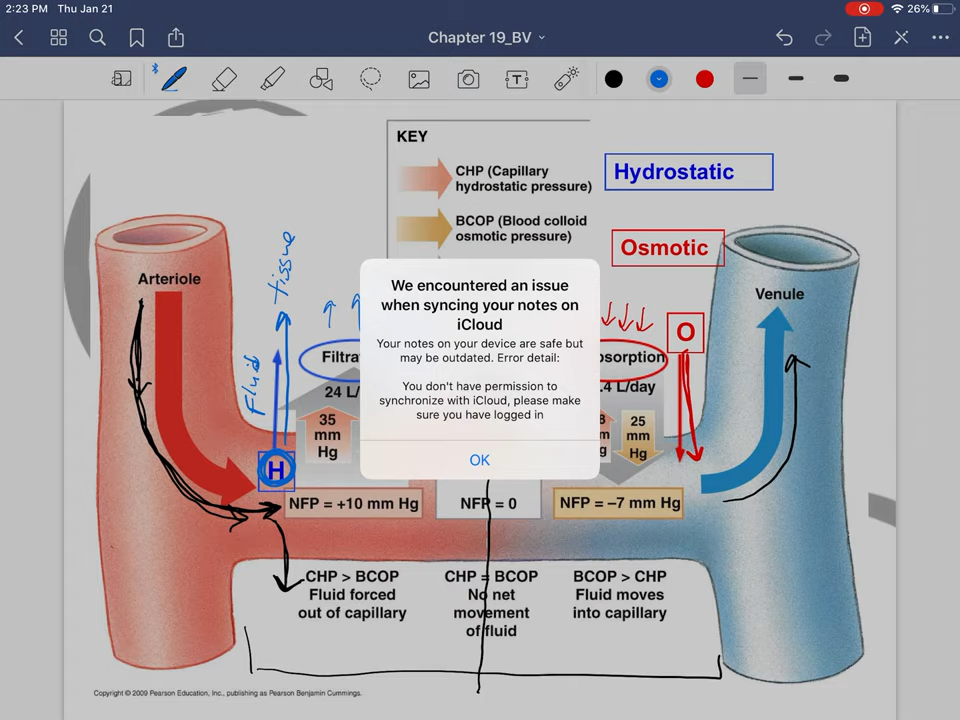 2:23 PM Thu Jan 21
26%
Chapter 19_BV
KEY
CHP (Capillary
hydrostatic pressure)
Hydrostatic
BCOP (Blood colloid
osmotic pressure)
Osmotic
We encountered an issue
when syncing your notes on
iCloud
Your notes on your device are safe but
may be outdated. Error detail:
You don't have permission to
synchronize with iCloud, please make
sure you have logged in
OK
Arteriole
Venule
tissue
Fluid
O
Filtra
bsorption
24 L/
.4 L/day
35
mm
Hg
25
mm
Hg
H
NFP = +10 mm Hg
NFP = 0
NFP = –7 mm Hg
CHP > BCOP
Fluid forced
out of capillary
CHP = BCOP
No net
movement
of fluid
BCOP > CHP
Fluid moves
into capillary
Copyright © 2009 Pearson Education, Inc., publishing as Pearson Benjamin Cummings.